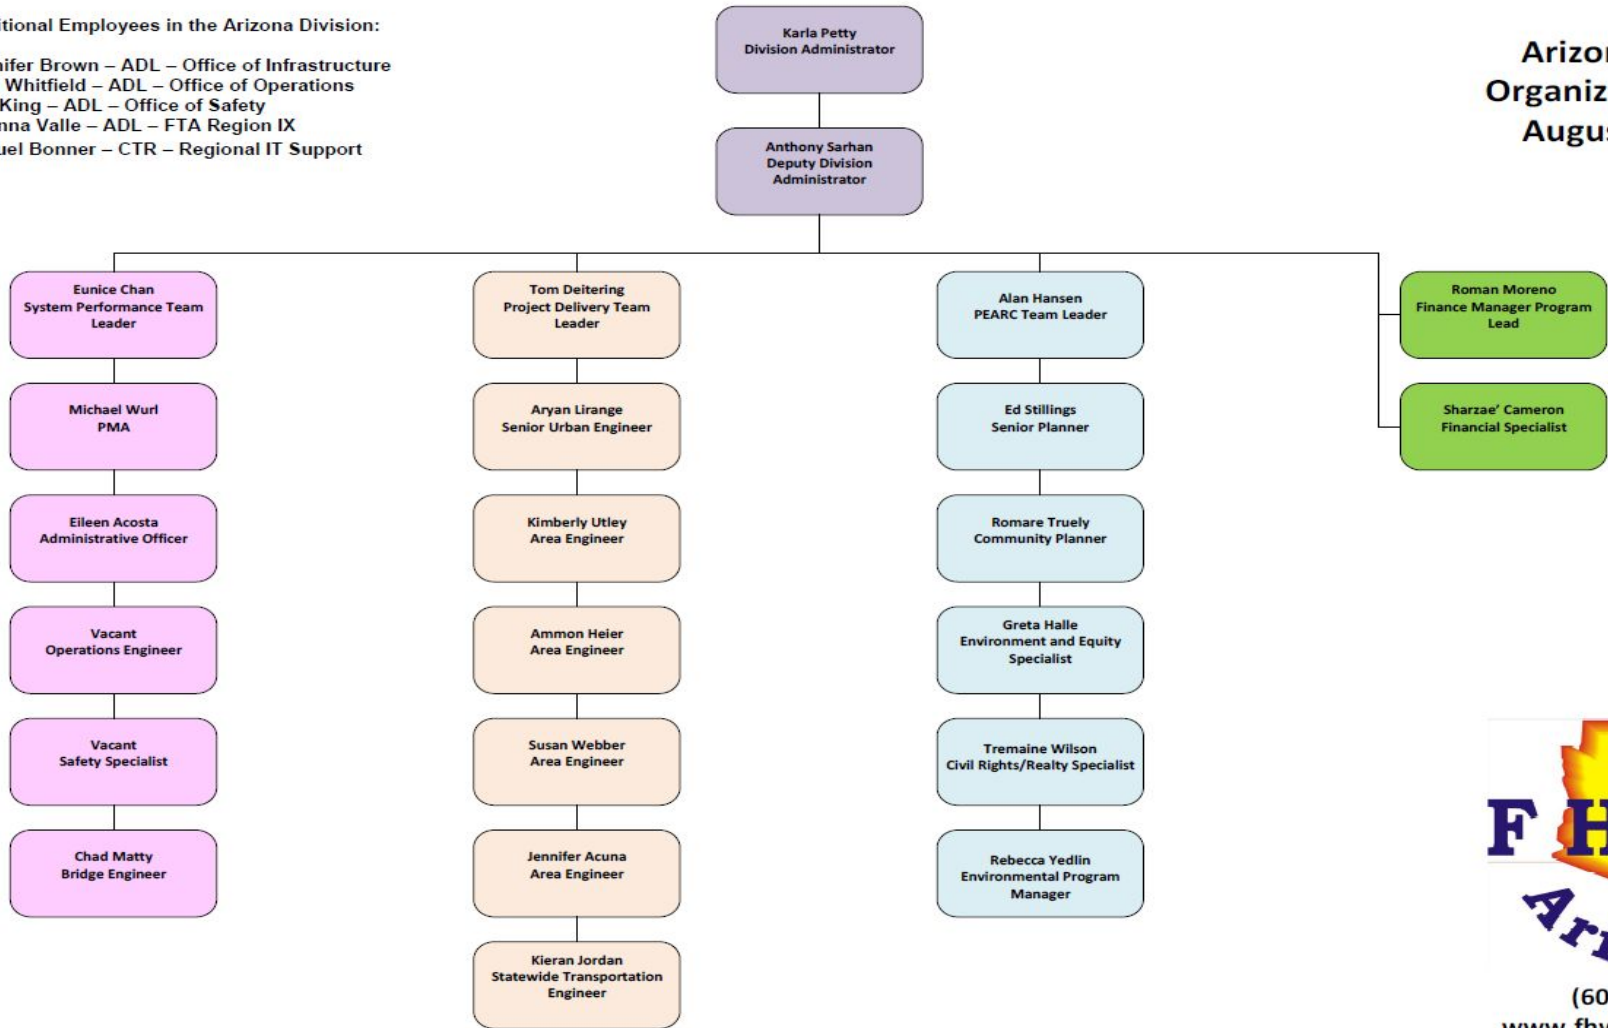 itional Employees in the Arizona Division:
nifer Brown – ADL – Office of Infrastructure
Whitfield – ADL – Office of Operations
King – ADL – Office of Safety
nna Valle – ADL – FTA Region IX
uel Bonner – CTR – Regional IT Support
Karla Petty
Division Administrator
Anthony Sarhan
Deputy Division
Administrator
Arizo
Organiz
Augus
Eunice Chan
System Performance Team
Leader
Michael Wurl
PMA
Eileen Acosta
Administrative Officer
Vacant
Operations Engineer
Vacant
Safety Specialist
Chad Matty
Bridge Engineer
Tom Deitering
Project Delivery Team
Leader
Aryan Lirange
Senior Urban Engineer
Kimberly Utley
Area Engineer
Ammon Heier
Area Engineer
Susan Webber
Area Engineer
Jennifer Acuna
Area Engineer
Kieran Jordan
Statewide Transportation
Engineer
Alan Hansen
PEARC Team Leader
Ed Stillings
Senior Planner
Romare Truely
Community Planner
Greta Halle
Environment and Equity
Specialist
Tremaine Wilson
Civil Rights/Realty Specialist
Rebecca Yedlin
Environmental Program
Manager
Roman Moreno
Finance Manager Program
Lead
Sharzae’ Cameron
Financial Specialist
F H
Ari
(60
www.fhw